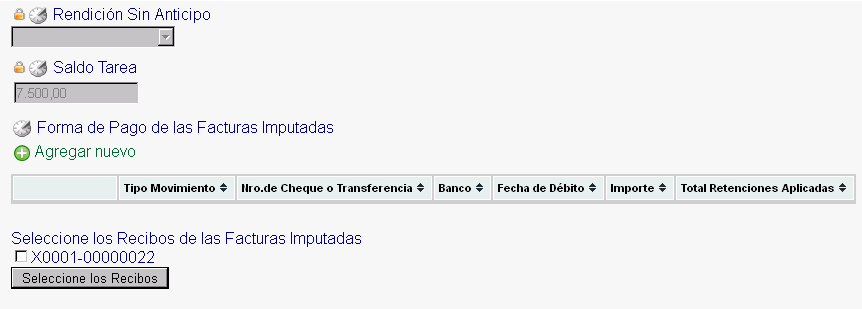 Rendición Sin Anticipo
Saldo Tarea
7.500,00
Forma de Pago de las Facturas Imputadas
Agregar nuevo
Tipo Movimiento Nro.de Cheque o Transferencia Banco Fecha de Débito Importe Total Retenciones Aplicadas
Seleccione los Recibos de las Facturas Imputadas
X0001-00000022
Seleccione los Recibos